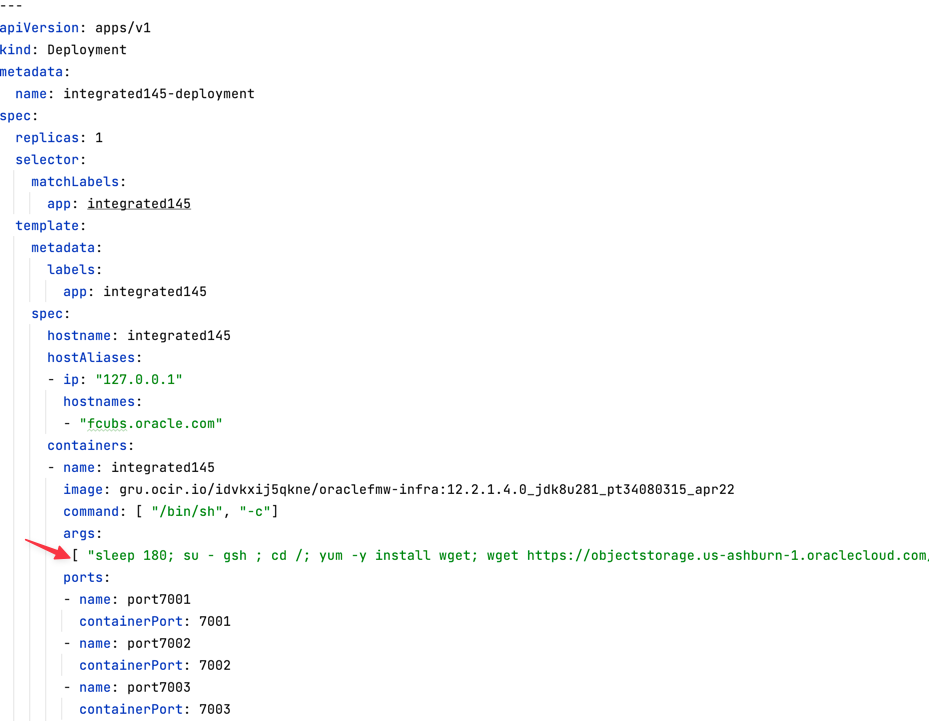 ---
apiVersion: apps/v1
kind: Deployment
metadata:
  name: integrated145-deployment
spec:
  replicas: 1
  selector:
    matchLabels:
      app: integrated145
  template:
    metadata:
      labels:
        app: integrated145
    spec:
      hostname: integrated145
      hostAliases:
      - ip: "127.0.0.1"
        hostnames:
        - "fcubs.oracle.com"
      containers:
      - name: integrated145
        image: gru.ocir.io/idvkxij5qkne/oraclefmw-infra:12.2.1.4.0_jdk8u281_pt34080315_apr22
        command: [ "/bin/sh", "-c"]
        args:
         [ "sleep 180; su - gsh ; cd /; yum -y install wget; wget https://objectstorage.us-ashburn-1.oraclecloud.com,
        ports:
        - name: port7001
          containerPort: 7001
        - name: port7002
          containerPort: 7002
        - name: port7003
          containerPort: 7003